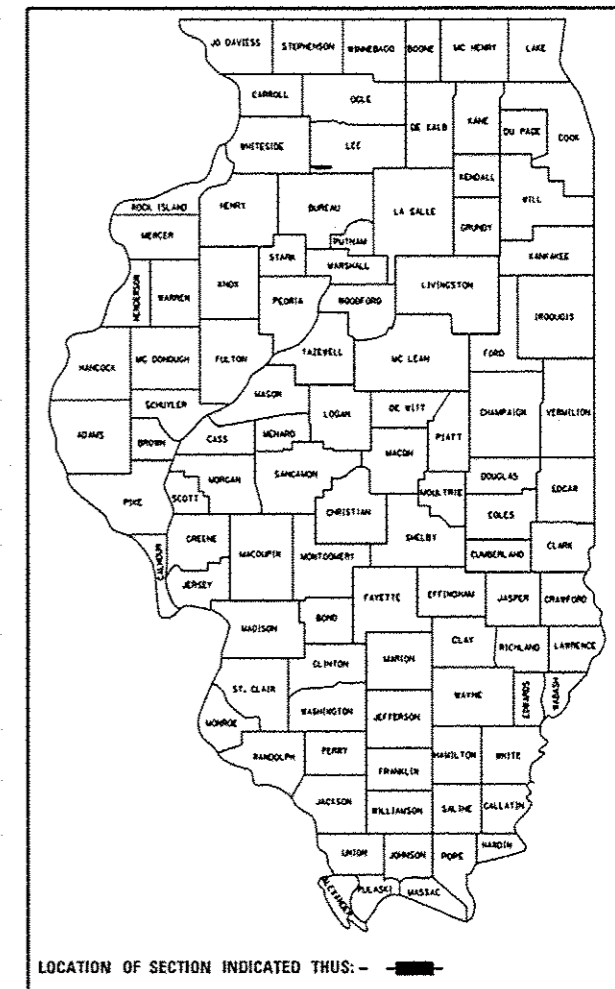 JO DAVIESS STEPHENSON WINNEBAGO BOONE MC HENRY LAKE
CARROLL OGLE DE KALB KANE DU PAGE COOK
WHITESIDE LEE
KENDALL WILL
ROCK ISLAND HENRY BUREAU LA SALLE GRUNDY
MERCER PUTNAM KANKAKEE
STARK MARSHALL
HENDERSON WARREN KNOX PEORIA WOODFORD LIVINGSTON IROQUOIS
HANCOCK MC DONOUGH FULTON TAZEWELL MC LEAN FORD
SCHUYLER MASON LOGAN DE WITT CHAMPAIGN VERMILION
ADAMS BROWN CASS MENARD MACON PIATT
PIKE SCOTT MORGAN SANGAMON CHRISTIAN MOULTRIE DOUGLAS EDGAR
COLES
CALHOUN GREENE MACOUPIN MONTGOMERY SHELBY CUMBERLAND CLARK
JERSEY FAYETTE EFFINGHAM JASPER CRAWFORD
MADISON BOND CLAY RICHLAND LAWRENCE
CLINTON MARION
ST. CLAIR WASHINGTON WAYNE EDWARDS WABASH
MONROE JEFFERSON
RANDOLPH PERRY HAMILTON WHITE
FRANKLIN
JACKSON WILLIAMSON SALINE GALLATIN
UNION JOHNSON POPE HARDIN
ALEXANDER PULASKI MASSAC
LOCATION OF SECTION INDICATED THUS: -